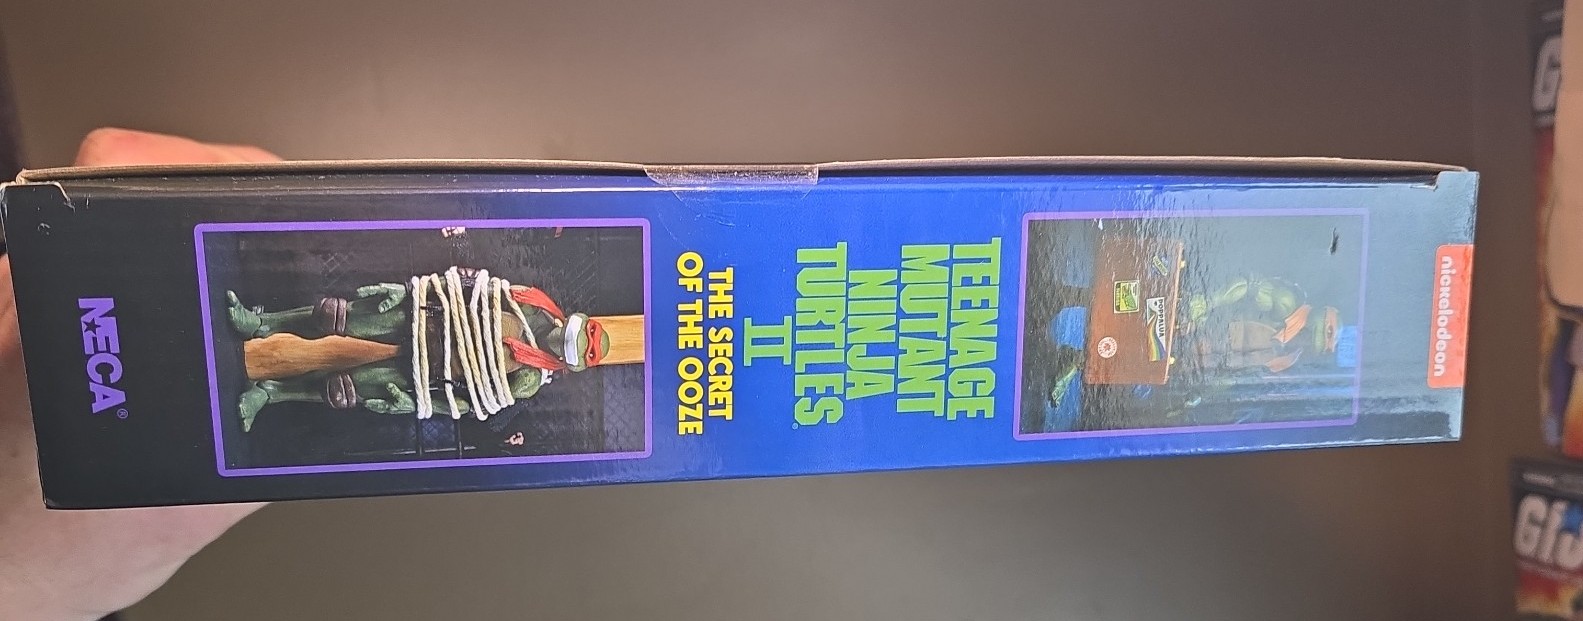 nickelodeon
TEENAGE
MUTANT
NINJA
TURTLES
II
THE SECRET
OF THE OOZE
NECA®